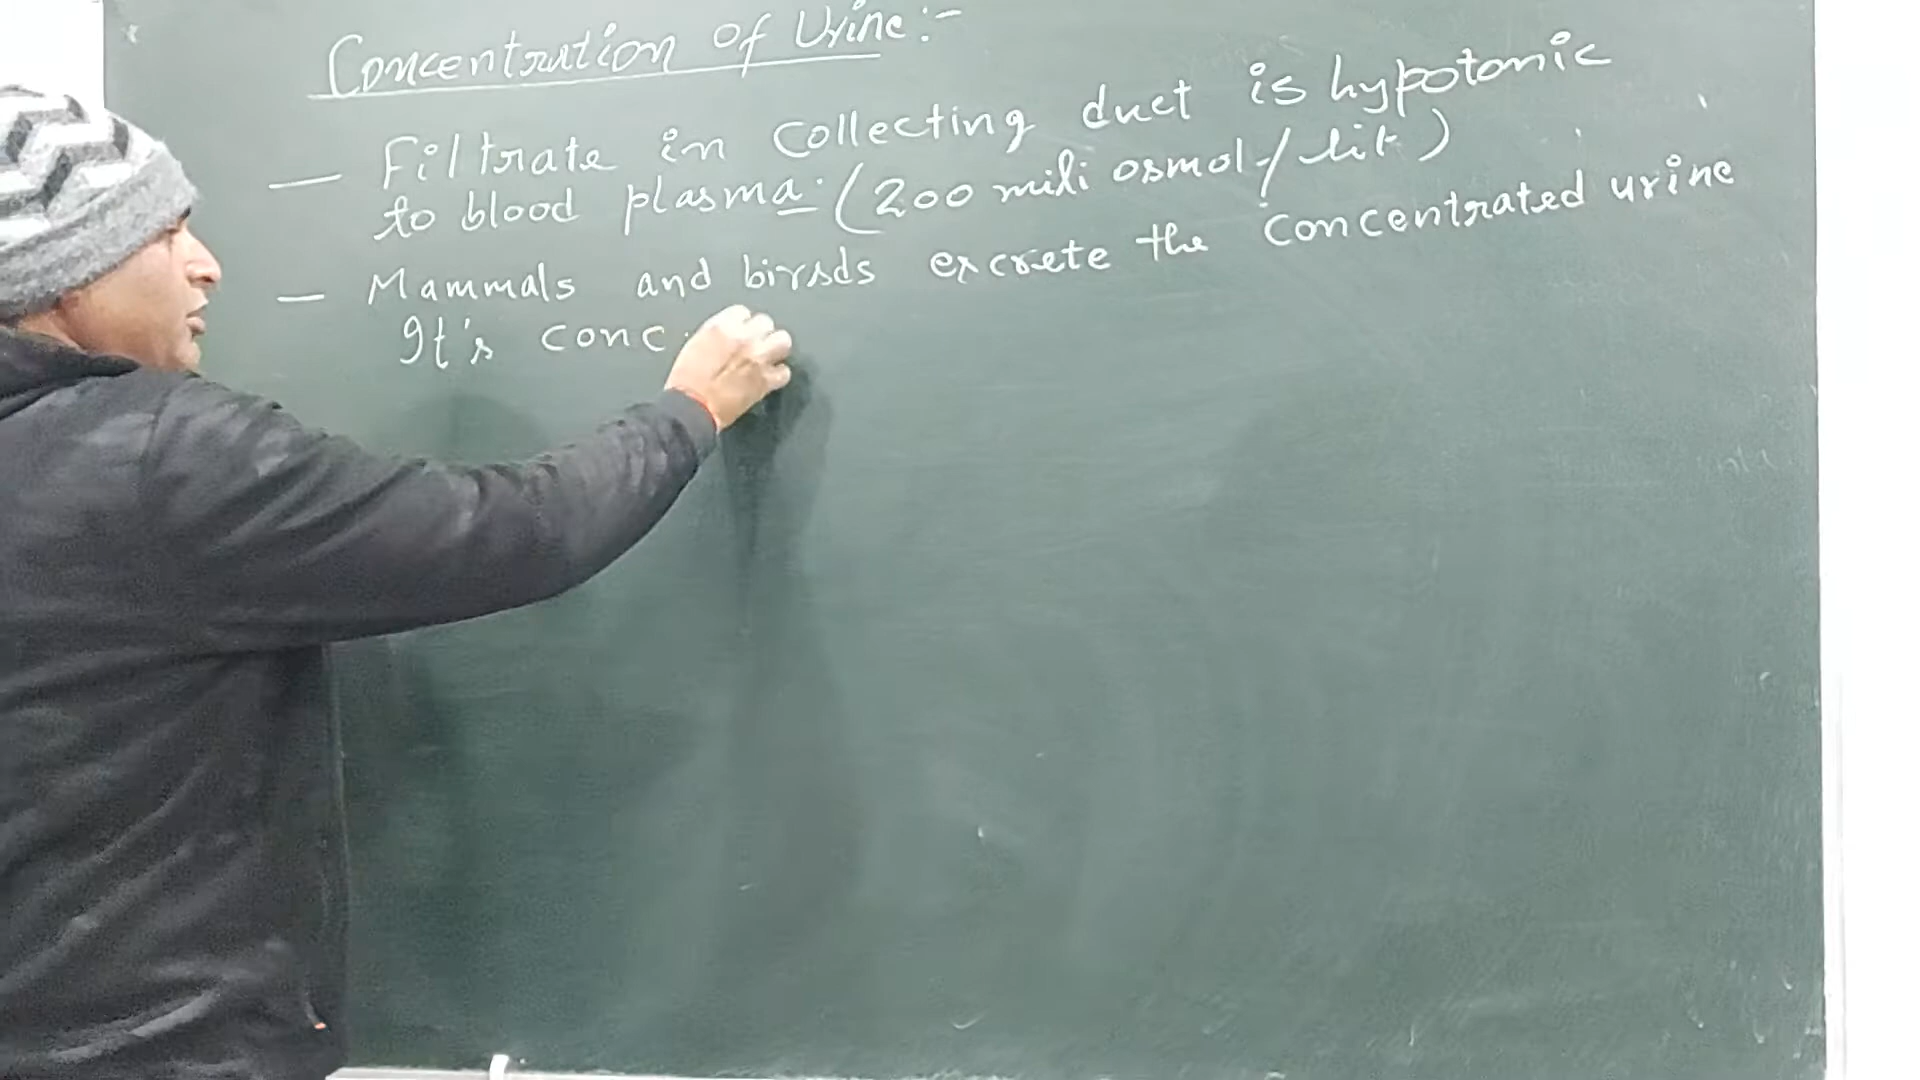 Concentration of Urine:-
— Filtrate in collecting duct is hypotonic
to blood plasma. (200 mili osmol/lit)
— Mammals and birsds excrete the concentrated urine
It's conc.